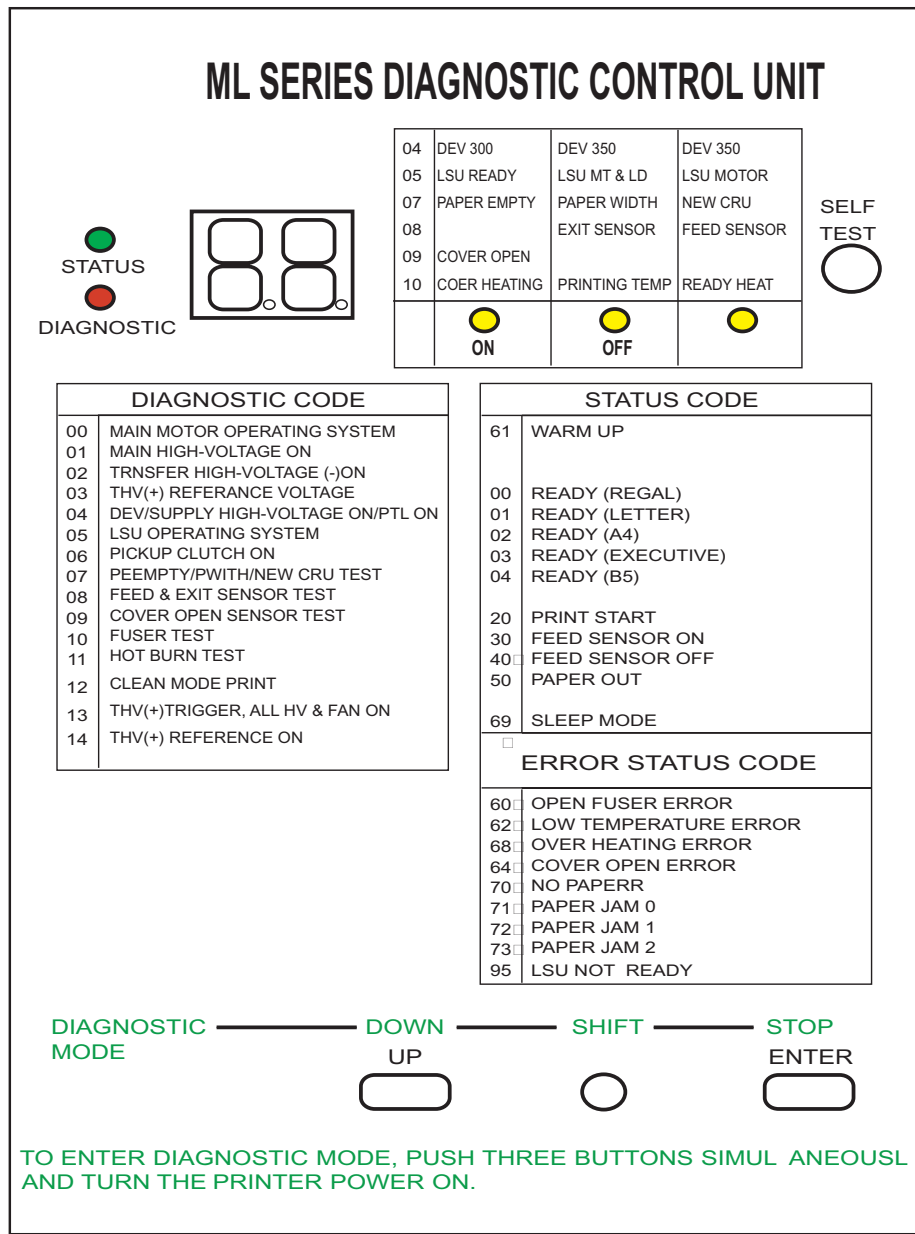 ML SERIES DIAGNOSTIC CONTROL UNIT
04 DEV 300 DEV 350 DEV 350
05 LSU READY LSU MT & LD LSU MOTOR
07 PAPER EMPTY PAPER WIDTH NEW CRU
08 EXIT SENSOR FEED SENSOR
09 COVER OPEN
10 COER HEATING PRINTING TEMP READY HEAT
ON OFF
SELF
TEST
STATUS
DIAGNOSTIC
DIAGNOSTIC CODE
00 MAIN MOTOR OPERATING SYSTEM
01 MAIN HIGH-VOLTAGE ON
02 TRNSFER HIGH-VOLTAGE (-)ON
03 THV(+) REFERANCE VOLTAGE
04 DEV/SUPPLY HIGH-VOLTAGE ON/PTL ON
05 LSU OPERATING SYSTEM
06 PICKUP CLUTCH ON
07 PEEMPTY/PWITH/NEW CRU TEST
08 FEED & EXIT SENSOR TEST
09 COVER OPEN SENSOR TEST
10 FUSER TEST
11 HOT BURN TEST
12 CLEAN MODE PRINT
13 THV(+)TRIGGER, ALL HV & FAN ON
14 THV(+) REFERENCE ON
STATUS CODE
61 WARM UP
00 READY (REGAL)
01 READY (LETTER)
02 READY (A4)
03 READY (EXECUTIVE)
04 READY (B5)
20 PRINT START
30 FEED SENSOR ON
40 FEED SENSOR OFF
50 PAPER OUT
69 SLEEP MODE
ERROR STATUS CODE
60 OPEN FUSER ERROR
62 LOW TEMPERATURE ERROR
68 OVER HEATING ERROR
64 COVER OPEN ERROR
70 NO PAPERR
71 PAPER JAM 0
72 PAPER JAM 1
73 PAPER JAM 2
95 LSU NOT READY
DIAGNOSTIC MODE
DOWN SHIFT STOP
UP ENTER
TO ENTER DIAGNOSTIC MODE, PUSH THREE BUTTONS SIMUL ANEOUSL
AND TURN THE PRINTER POWER ON.